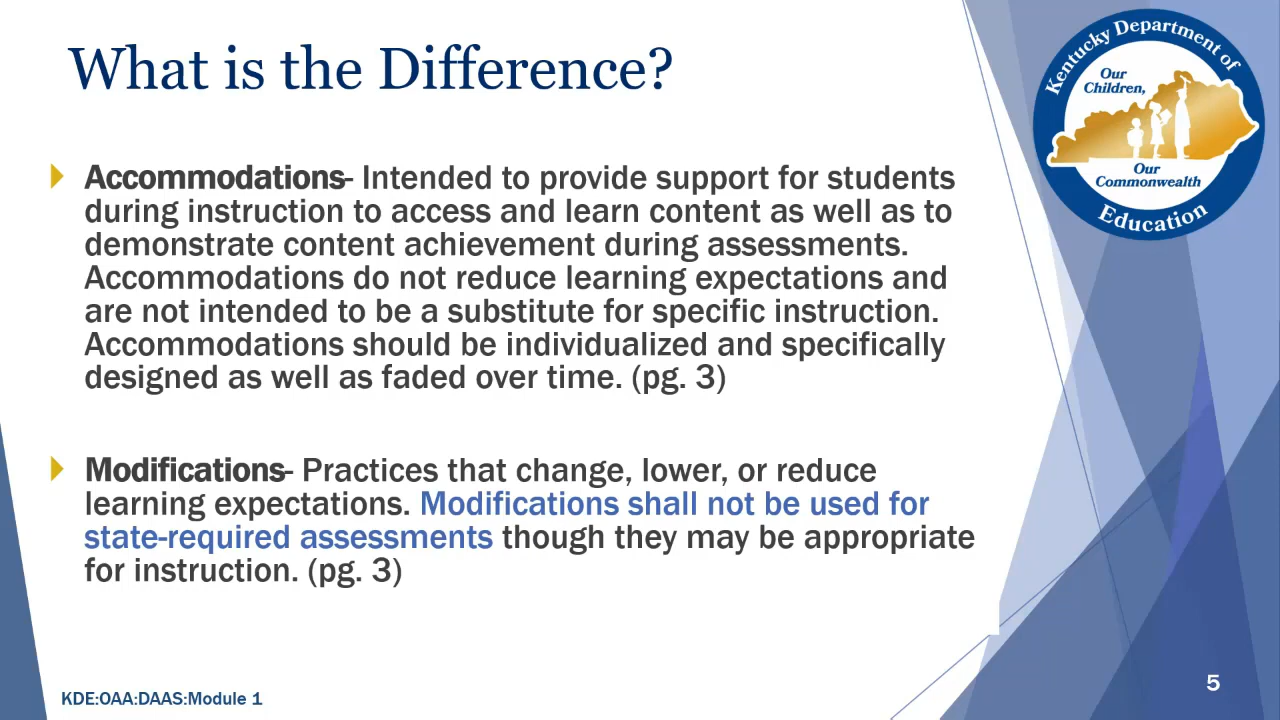 What is the Difference?
Accommodations- Intended to provide support for students
during instruction to access and learn content as well as to
demonstrate content achievement during assessments.
Accommodations do not reduce learning expectations and
are not intended to be a substitute for specific instruction.
Accommodations should be individualized and specifically
designed as well as faded over time. (pg. 3)
Modifications- Practices that change, lower, or reduce
learning expectations. Modifications shall not be used for
state-required assessments though they may be appropriate
for instruction. (pg. 3)
Kentucky Department of
Our
Children,
Our
Commonwealth
Education
KDE:OAA:DAAS:Module 1
5